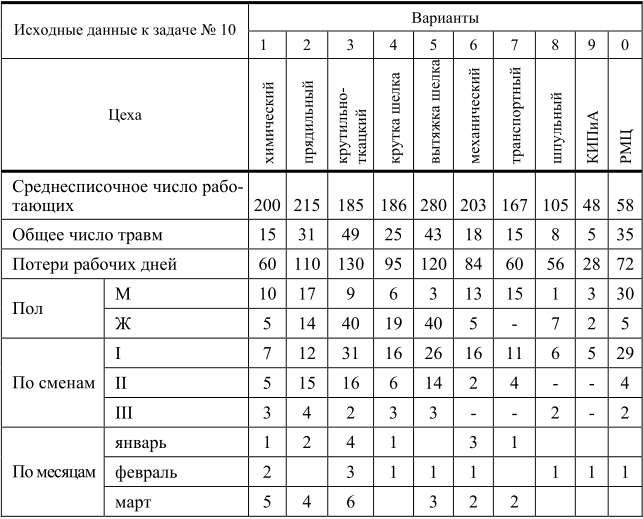 Исходные данные к задаче № 10 Варианты
1 2 3 4 5 6 7 8 9 0
Цеха химический прядильный крутильно-ткацкий крутка шелка вытяжка шелка механический транспортный шпульный КИПиА РМЦ
Среднесписочное число рабо-
тающих 200 215 185 186 280 203 167 105 48 58
Общее число травм 15 31 49 25 43 18 15 8 5 35
Потери рабочих дней 60 110 130 95 120 84 60 56 28 72
Пол М 10 17 9 6 3 13 15 1 3 30
Ж 5 14 40 19 40 5 - 7 2 5
По сменам I 7 12 31 16 26 16 11 6 5 29
II 5 15 16 6 14 2 4 - - 4
III 3 4 2 3 3 - - 2 - 2
По месяцам январь 1 2 4 1 3 1
февраль 2 3 1 1 1 1 1 1
март 5 4 6 3 2 2